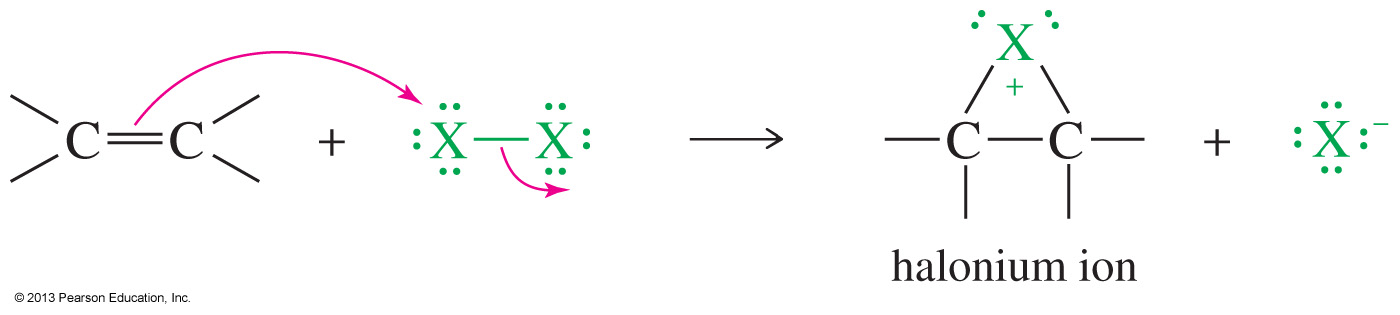 C C + X X X + C C + X −
halonium ion
© 2013 Pearson Education, Inc.